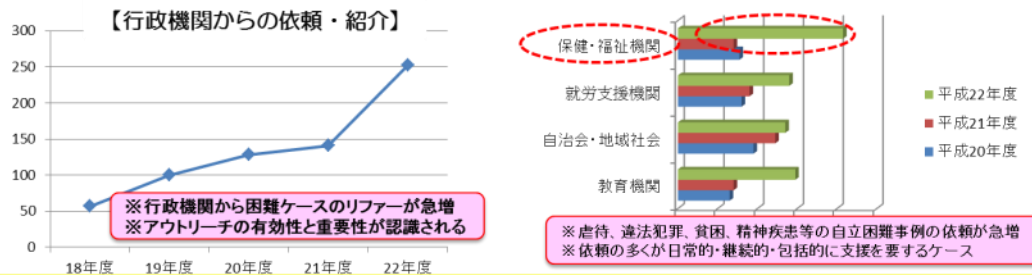 【行政機関からの依頼・紹介】
300
250
200
150
100
50
0
18年度 19年度 20年度 21年度 22年度
※行政機関から困難ケースのリファーが急増
※アウトリーチの有効性と重要性が認識される
保健・福祉機関
就労支援機関
自治会・地域社会
教育機関
平成22年度
平成21年度
平成20年度
※虐待、違法犯罪、貧困、精神疾患等の自立困難事例の依頼が急増
※依頼の多くが日常的・継続的・包括的に支援を要するケース